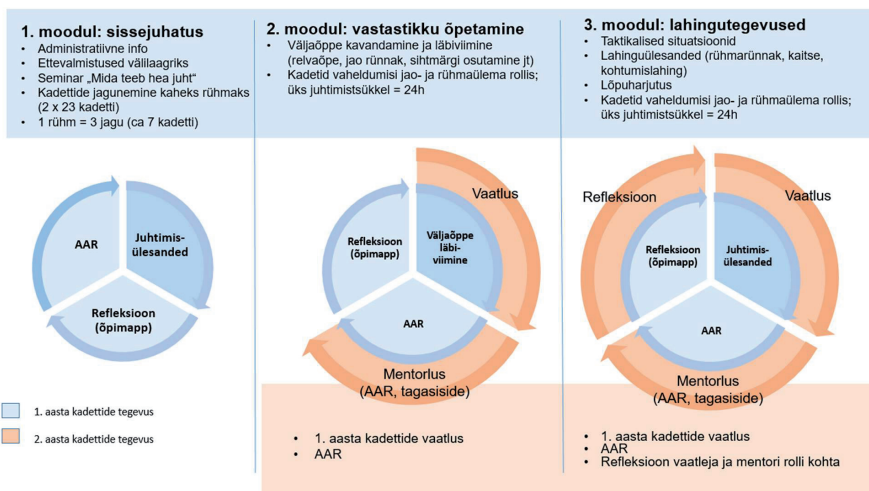 1. moodul: sissejuhatus
• Administratiivne info
• Ettevalmistused välilaagriks
• Seminar „Mida teeb hea juht“
• Kadettide jagunemine kaheks rühmaks
(2 x 23 kadetti)
• 1 rühm = 3 jagu (ca 7 kadetti)
2. moodul: vastastikku õpetamine
• Väljaõppe kavandamine ja läbiviimine
(relvaõpe, jao rünnak, sihtmärgi osutamine jt)
• Kadetid vaheldumisi jao- ja rühmaülema rollis;
üks juhtimistsükkel = 24h
3. moodul: lahingutegevused
• Taktikalised situatsioonid
• Lahinguülesanded (rühmarünnak, kaitse,
kohtumislahing)
• Lõpuharjutus
• Kadetid vaheldumisi jao- ja rühmaülema rollis;
üks juhtimistsükkel = 24h
AAR
Juhtimis-
ülesanded
Refleksioon
(õpimapp)
Vaatlus
Refleksioon
(õpimapp)
Väljaõppe
läbi-
viimine
AAR
Mentorlus
(AAR, tagasiside)
Refleksioon
Vaatlus
Refleksioon
(õpimapp)
Juhtimis-
ülesanded
AAR
Mentorlus
(AAR, tagasiside)
1. aasta kadettide tegevus
2. aasta kadettide tegevus
• 1. aasta kadettide vaatlus
• AAR
• 1. aasta kadettide vaatlus
• AAR
• Refleksioon vaatleja ja mentori rolli kohta